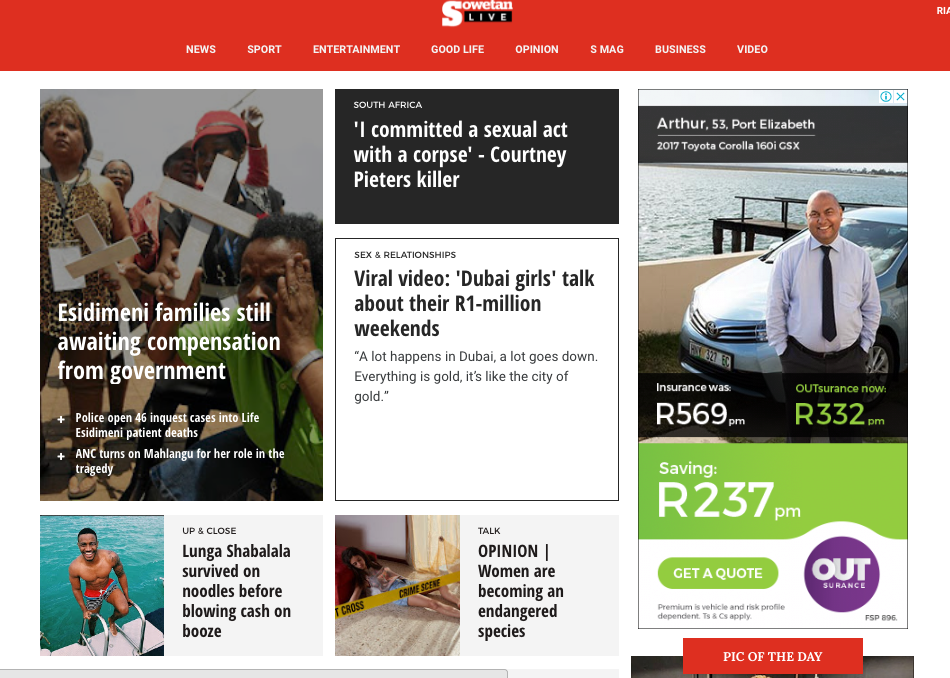 Sowetan
LIVE
RIA
NEWS SPORT ENTERTAINMENT GOOD LIFE OPINION S MAG BUSINESS VIDEO
Esidimeni families still
awaiting compensation
from government
+ Police open 46 inquest cases into Life
Esidimeni patient deaths
+ ANC turns on Mahlangu for her role in the
tragedy
SOUTH AFRICA
'I committed a sexual act
with a corpse' - Courtney
Pieters killer
SEX & RELATIONSHIPS
Viral video: 'Dubai girls' talk
about their R1-million
weekends
“A lot happens in Dubai, a lot goes down.
Everything is gold, it’s like the city of
gold.”
Arthur, 53, Port Elizabeth
2017 Toyota Corolla 160i GSX
Insurance was: OUTsurance now:
R569pm R332pm
Saving:
R237pm
GET A QUOTE
OUT
SURANCE
Premium is vehicle and risk profile
dependent. Ts & Cs apply.
FSP 896.
UP & CLOSE
Lunga Shabalala
survived on
noodles before
blowing cash on
booze
TALK
OPINION |
Women are
becoming an
endangered
species
T CROSS CRIME SCENE
PIC OF THE DAY